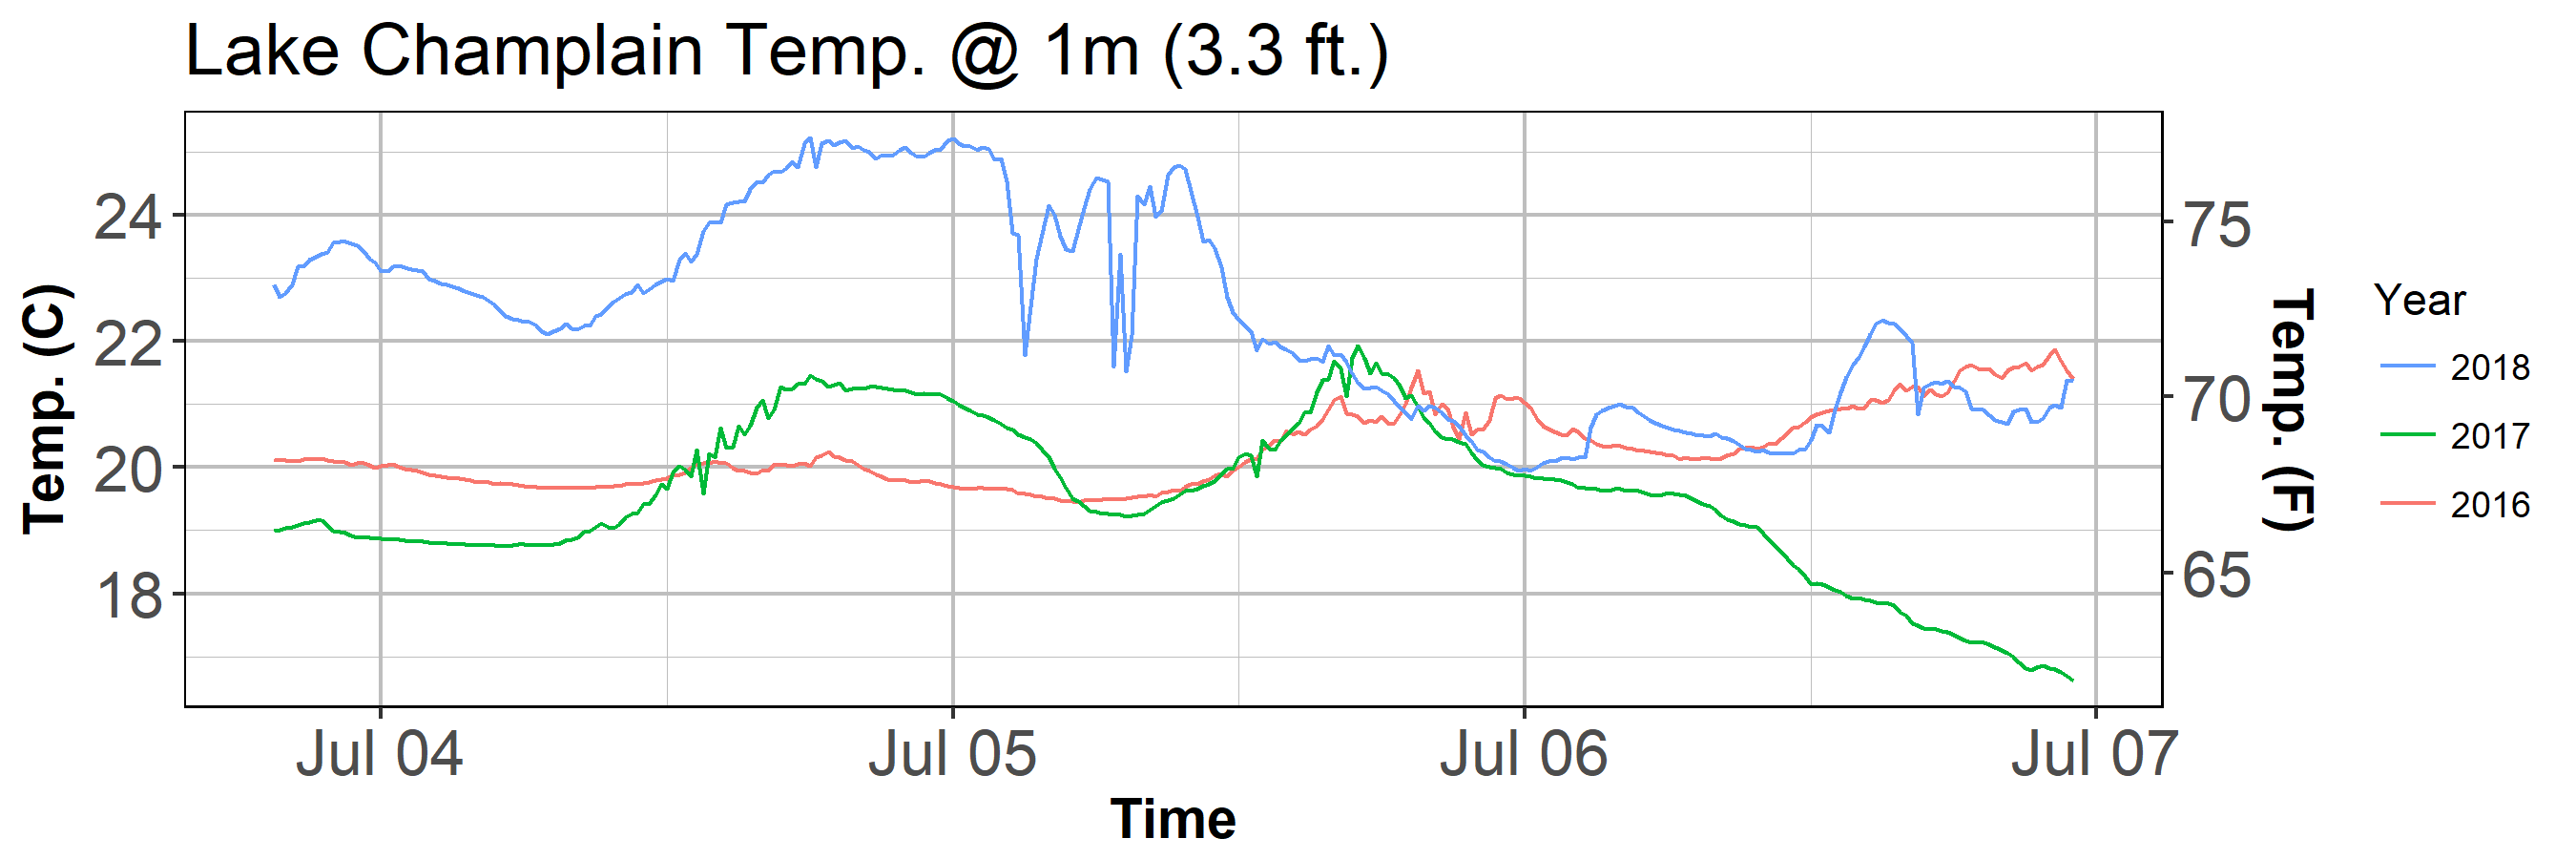 Lake Champlain Temp. @ 1m (3.3 ft.)
Temp. (C)
24
22
20
18
75
70
65
Temp. (F)
Jul 04
Jul 05
Jul 06
Jul 07
Time
Year
2018
2017
2016